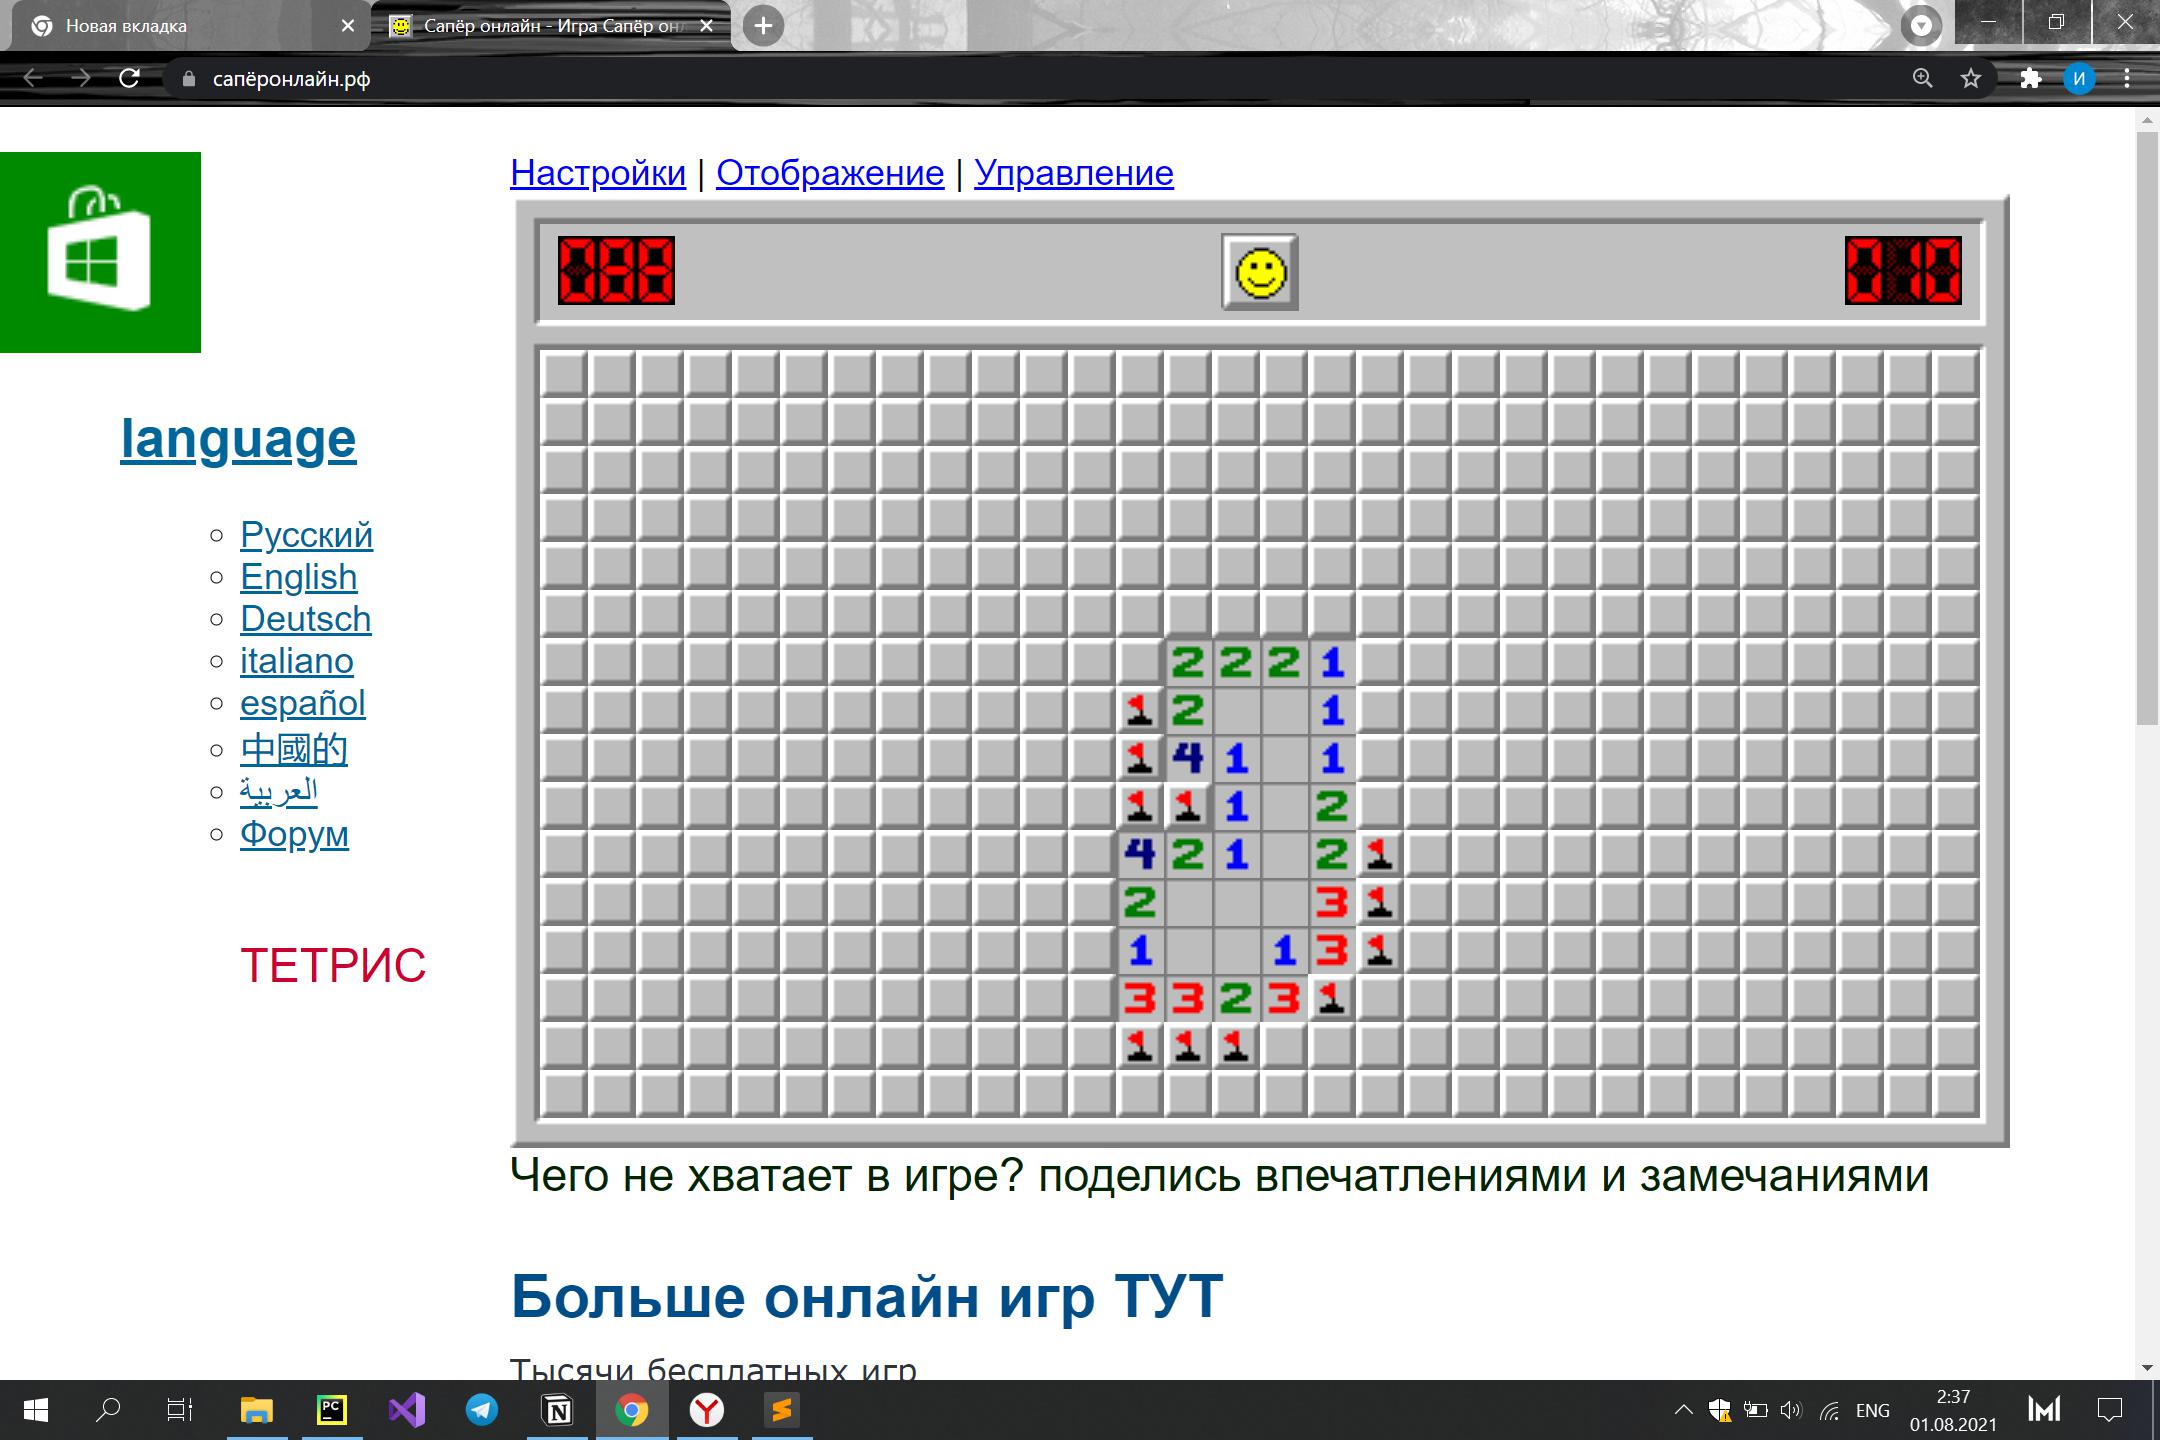 Новая вкладка
Сапёр онлайн - Игра Сапёр он
сапёронлайн.рф
Настройки | Отображение | Управление
language
Русский
English
Deutsch
italiano
español
中國的
العربية
Форум
ТЕТРИС
2 2 2 1
2 1
4 1 1
1 2
4 2 1 2
2 3
1 1 3
3 3 2 3
Чего не хватает в игре? поделись впечатлениями и замечаниями
Больше онлайн игр ТУТ
Тысячи бесплатных игр
ENG
2:37
01.08.2021